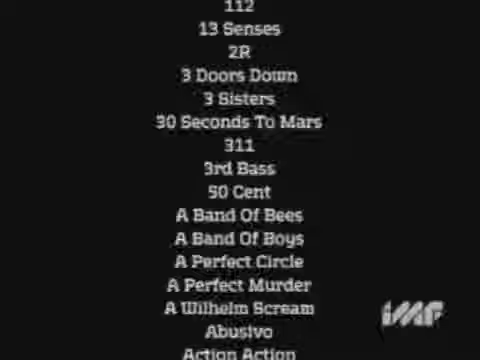 112
13 Senses
2R
3 Doors Down
3 Sisters
30 Seconds To Mars
311
3rd Bass
50 Cent
A Band Of Bees
A Band Of Boys
A Perfect Circle
A Perfect Murder
A Wilhelm Scream
Abusivo
Action Action
imf